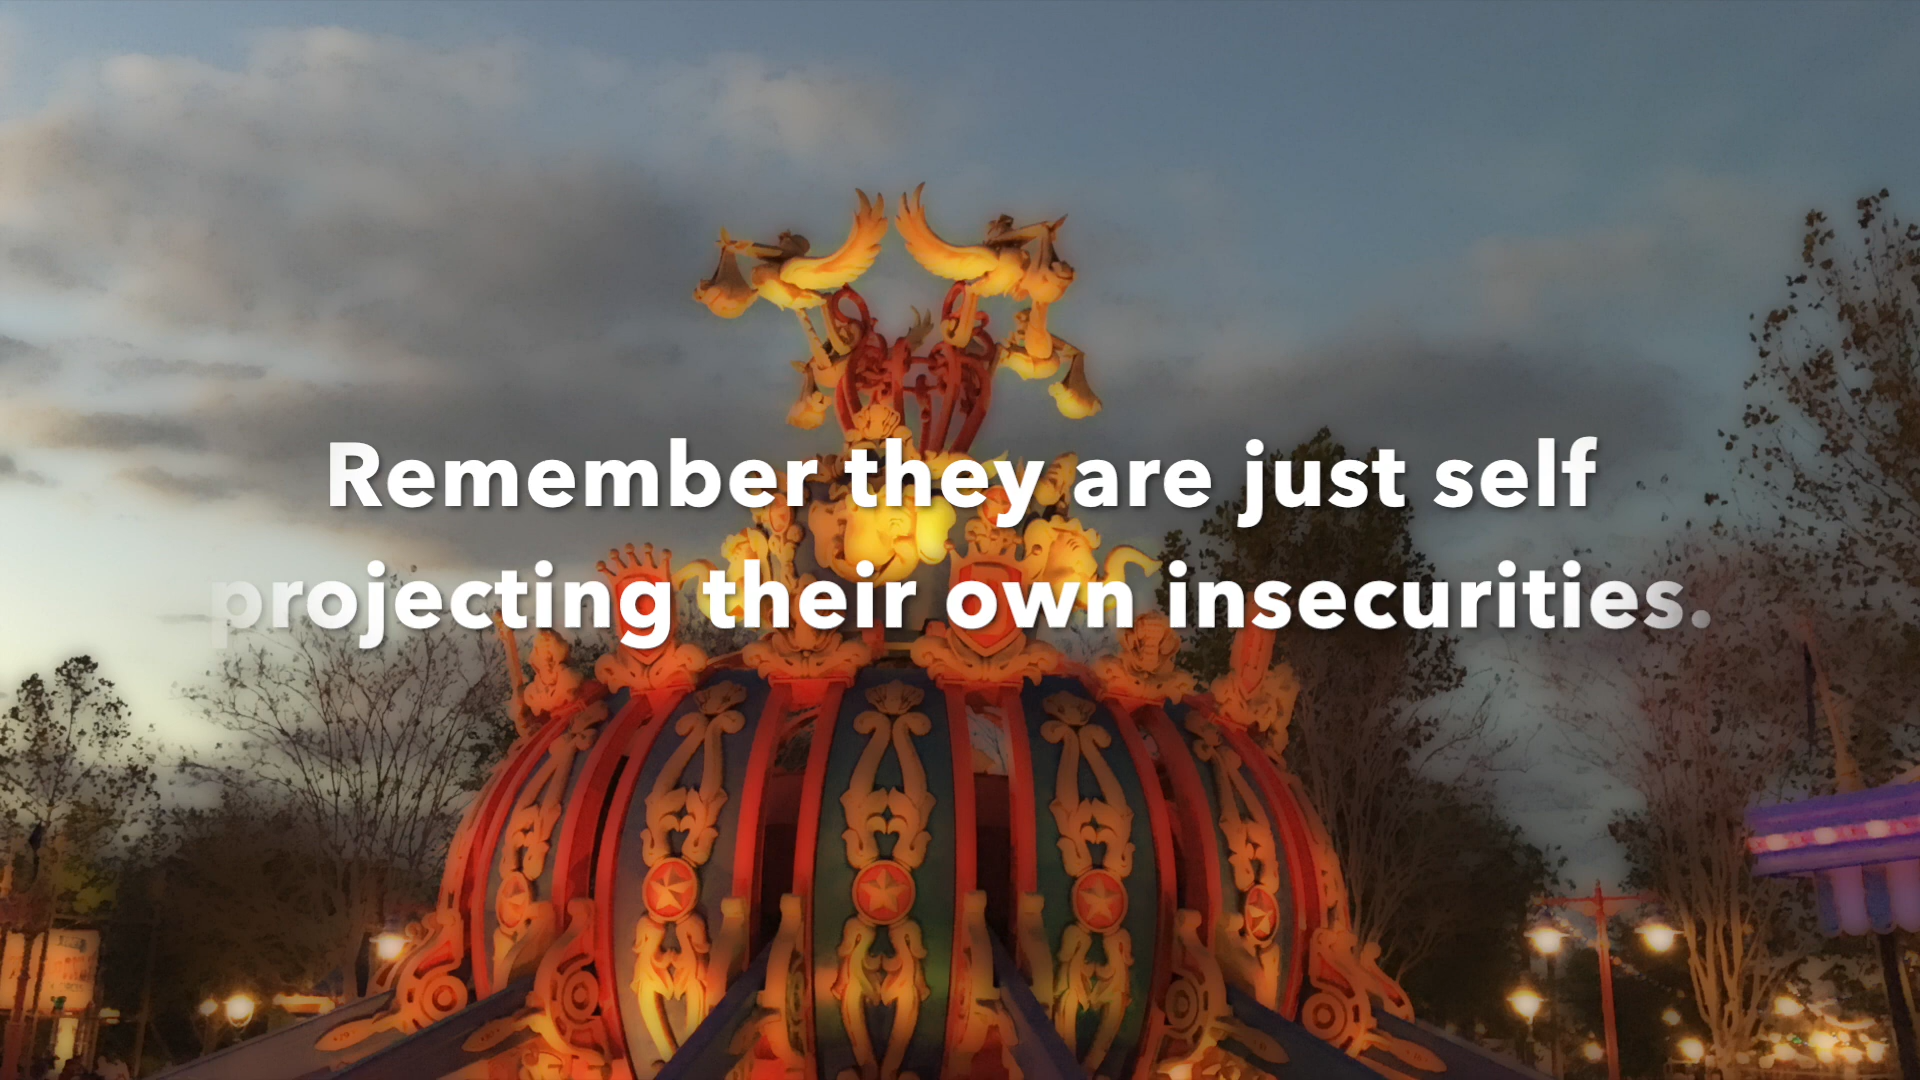 Remember they are just self
projecting their own insecurities.